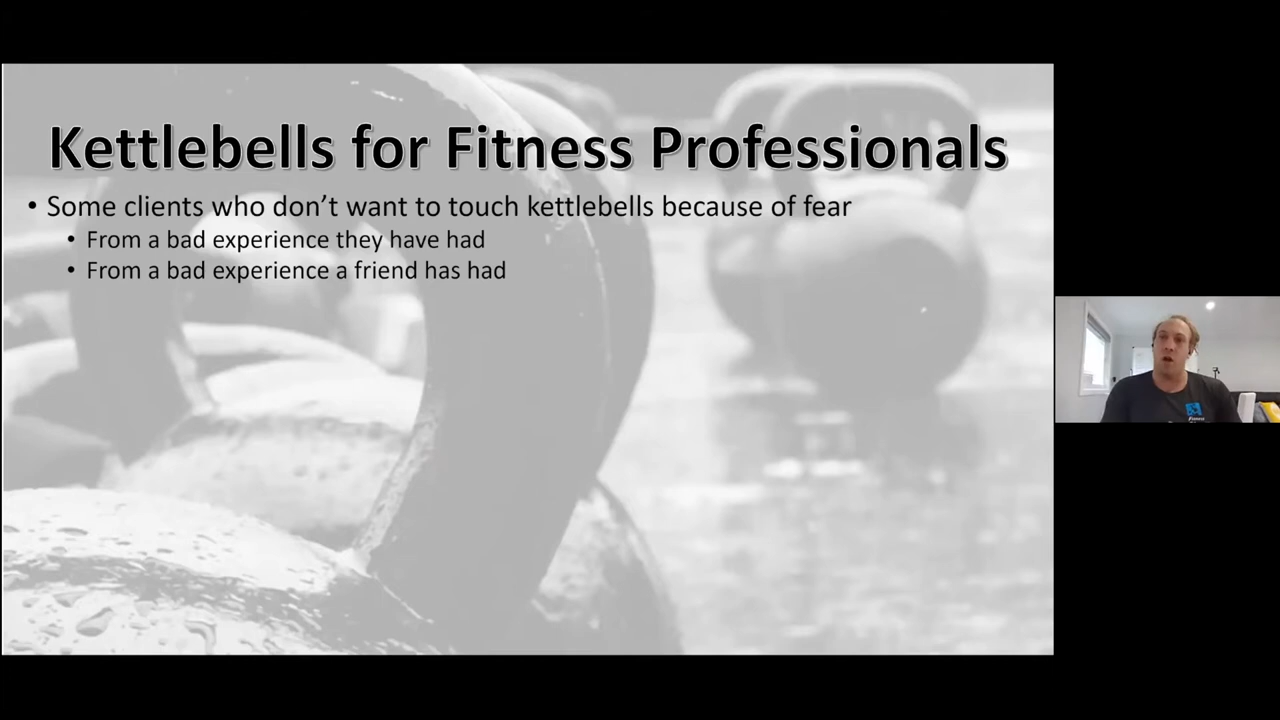 Kettlebells for Fitness Professionals
• Some clients who don’t want to touch kettlebells because of fear
• From a bad experience they have had
• From a bad experience a friend has had
Fitness